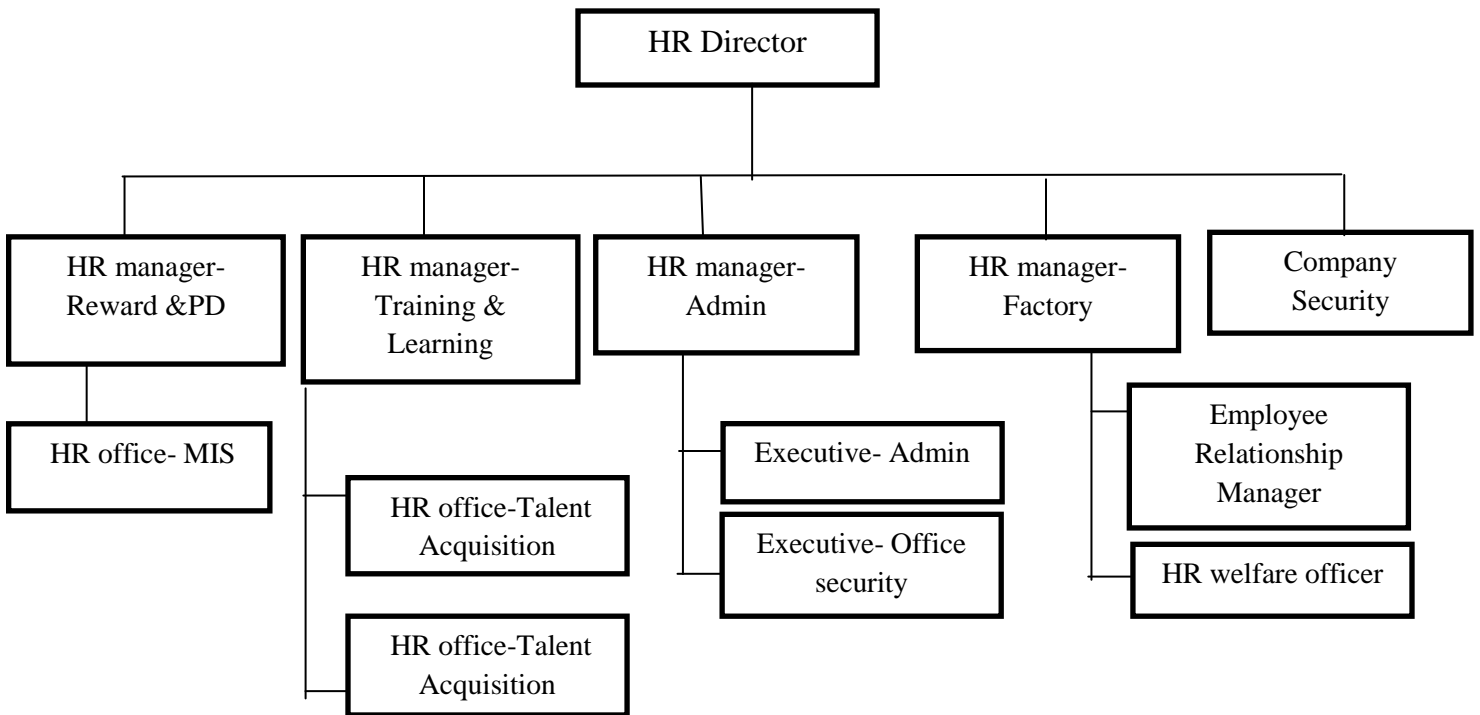 HR Director
HR manager-
Reward &PD
HR manager-
Training &
Learning
HR manager-
Admin
HR manager-
Factory
Company
Security
HR office- MIS
HR office-Talent
Acquisition
HR office-Talent
Acquisition
Executive- Admin
Executive- Office
security
Employee
Relationship
Manager
HR welfare officer